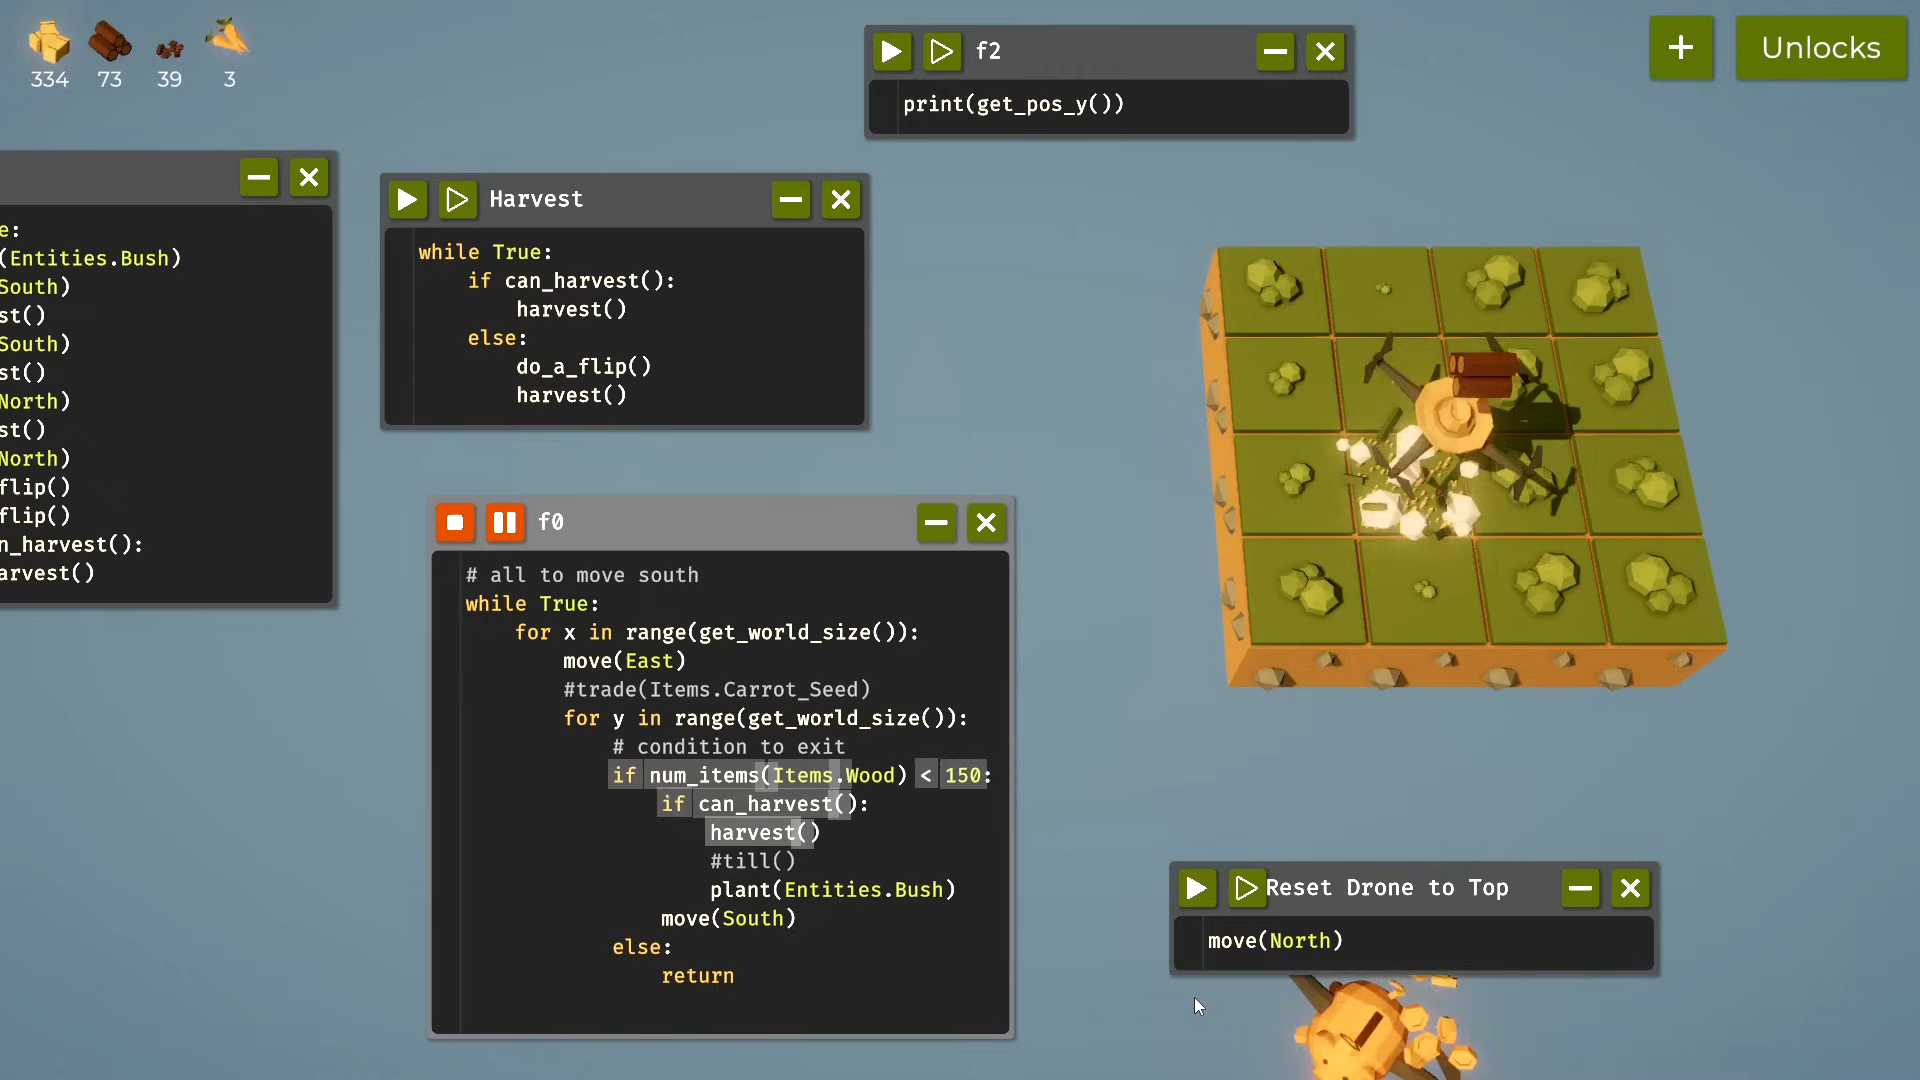 334 73 39 3
f2
print(get_pos_y())
Unlocks
e:
(Entities.Bush)
South)
st()
South)
st()
North)
st()
North)
flip()
flip()
n_harvest():
arvest()
Harvest
while True:
if can_harvest():
harvest()
else:
do_a_flip()
harvest()
f0
# all to move south
while True:
for x in range(get_world_size()):
move(East)
#trade(Items.Carrot_Seed)
for y in range(get_world_size()):
# condition to exit
if num_items(Items.Wood) < 150:
if can_harvest():
harvest()
#till()
plant(Entities.Bush)
move(South)
else:
return
Reset Drone to Top
move(North)